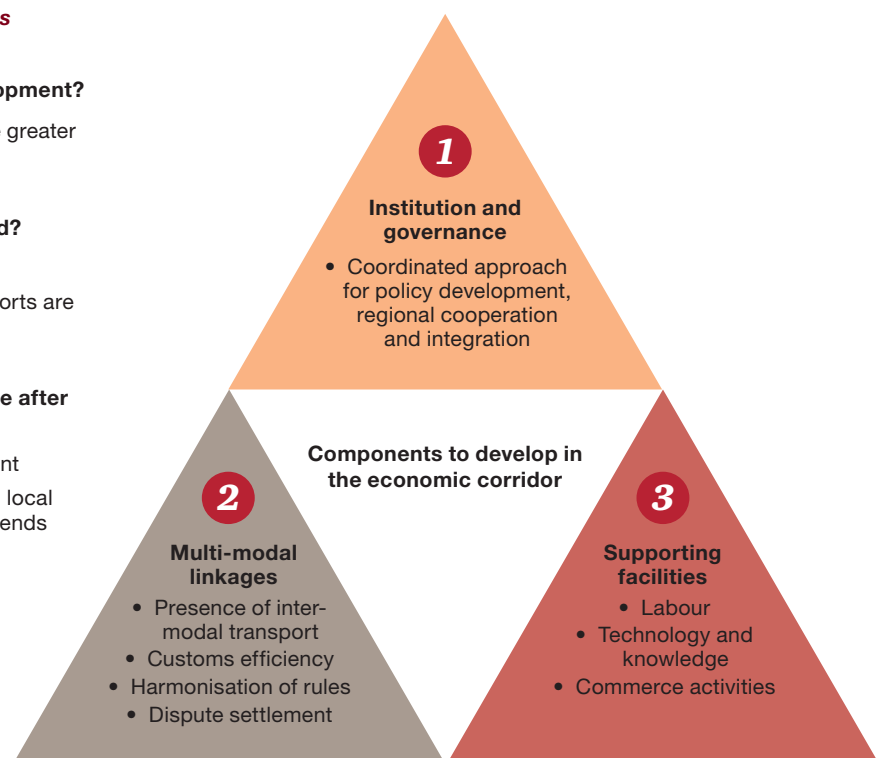 s
opment?
greater
d?
orts are
e after
nt
local
ends
1
Institution and
governance
• Coordinated approach
for policy development,
regional cooperation
and integration
Components to develop in
the economic corridor
2
Multi-modal
linkages
• Presence of inter-
modal transport
• Customs efficiency
• Harmonisation of rules
• Dispute settlement
3
Supporting
facilities
• Labour
• Technology and
knowledge
• Commerce activities